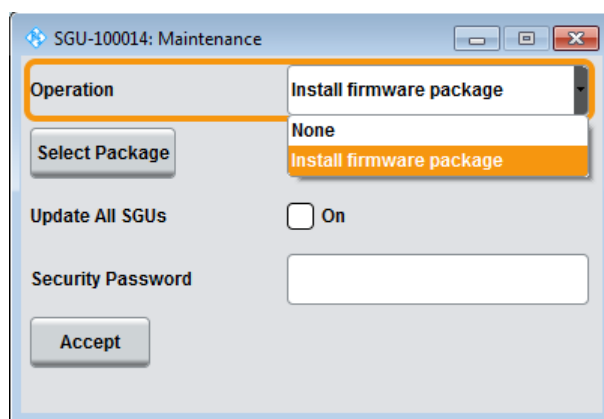 SGU-100014: Maintenance
Operation
Install firmware package
None
Install firmware package
Select Package
Update All SGUs
On
Security Password
Accept